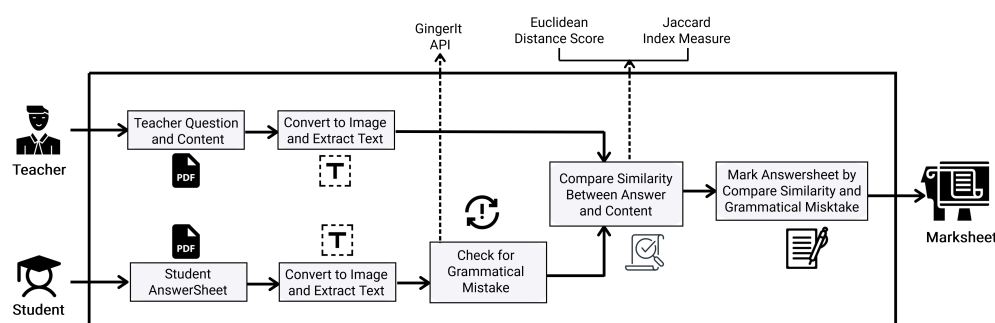 GingerIt
API
Euclidean
Distance Score
Jaccard
Index Measure
Teacher
Teacher Question
and Content
PDF
Convert to Image
and Extract Text
T
Compare Similarity
Between Answer
and Content
Mark Answersheet by
Compare Similarity and
Grammatical Misktake
Marksheet
Student
PDF
Student
AnswerSheet
T
Convert to Image
and Extract Text
Check for
Grammatical
Mistake